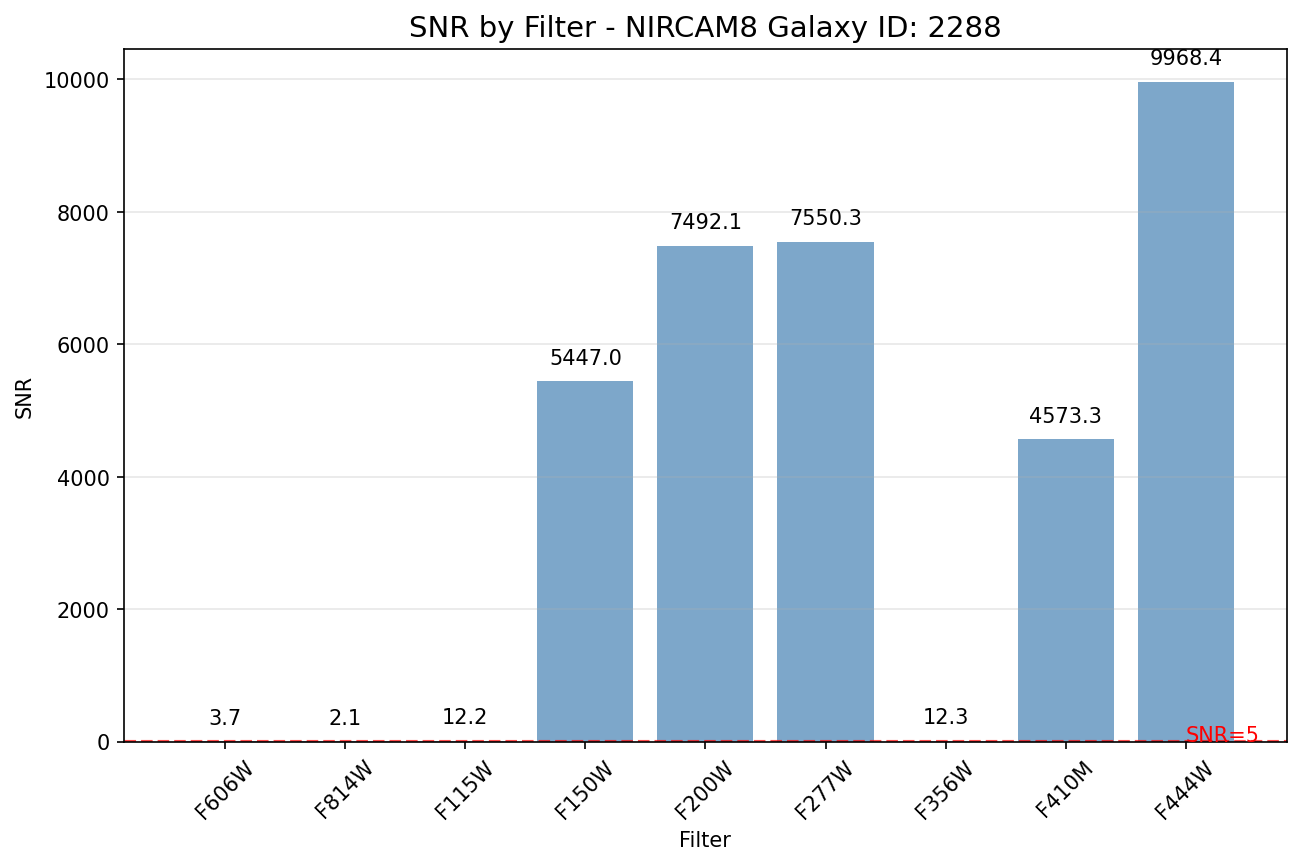 SNR by Filter - NIRCAM8 Galaxy ID: 2288
SNR
10000
8000
6000
4000
2000
0
3.7
2.1
12.2
5447.0
7492.1
7550.3
12.3
4573.3
9968.4
SNR=5
F606W
F814W
F115W
F150W
F200W
F277W
F356W
F410M
F444W
Filter